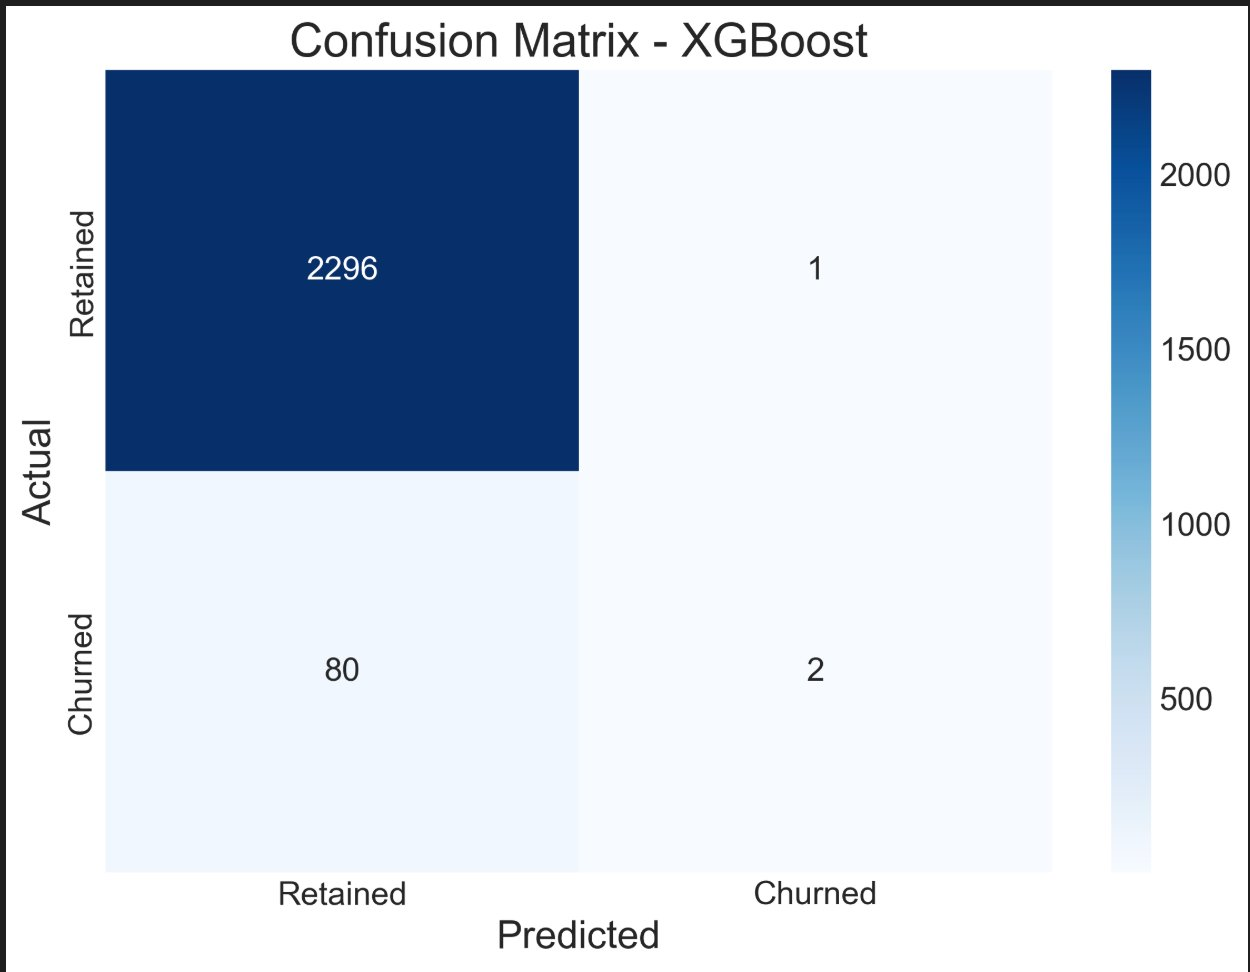 Confusion Matrix - XGBoost
Retained
2296
1
2000
1500
Actual
1000
Churned
80
2
500
Retained
Churned
Predicted